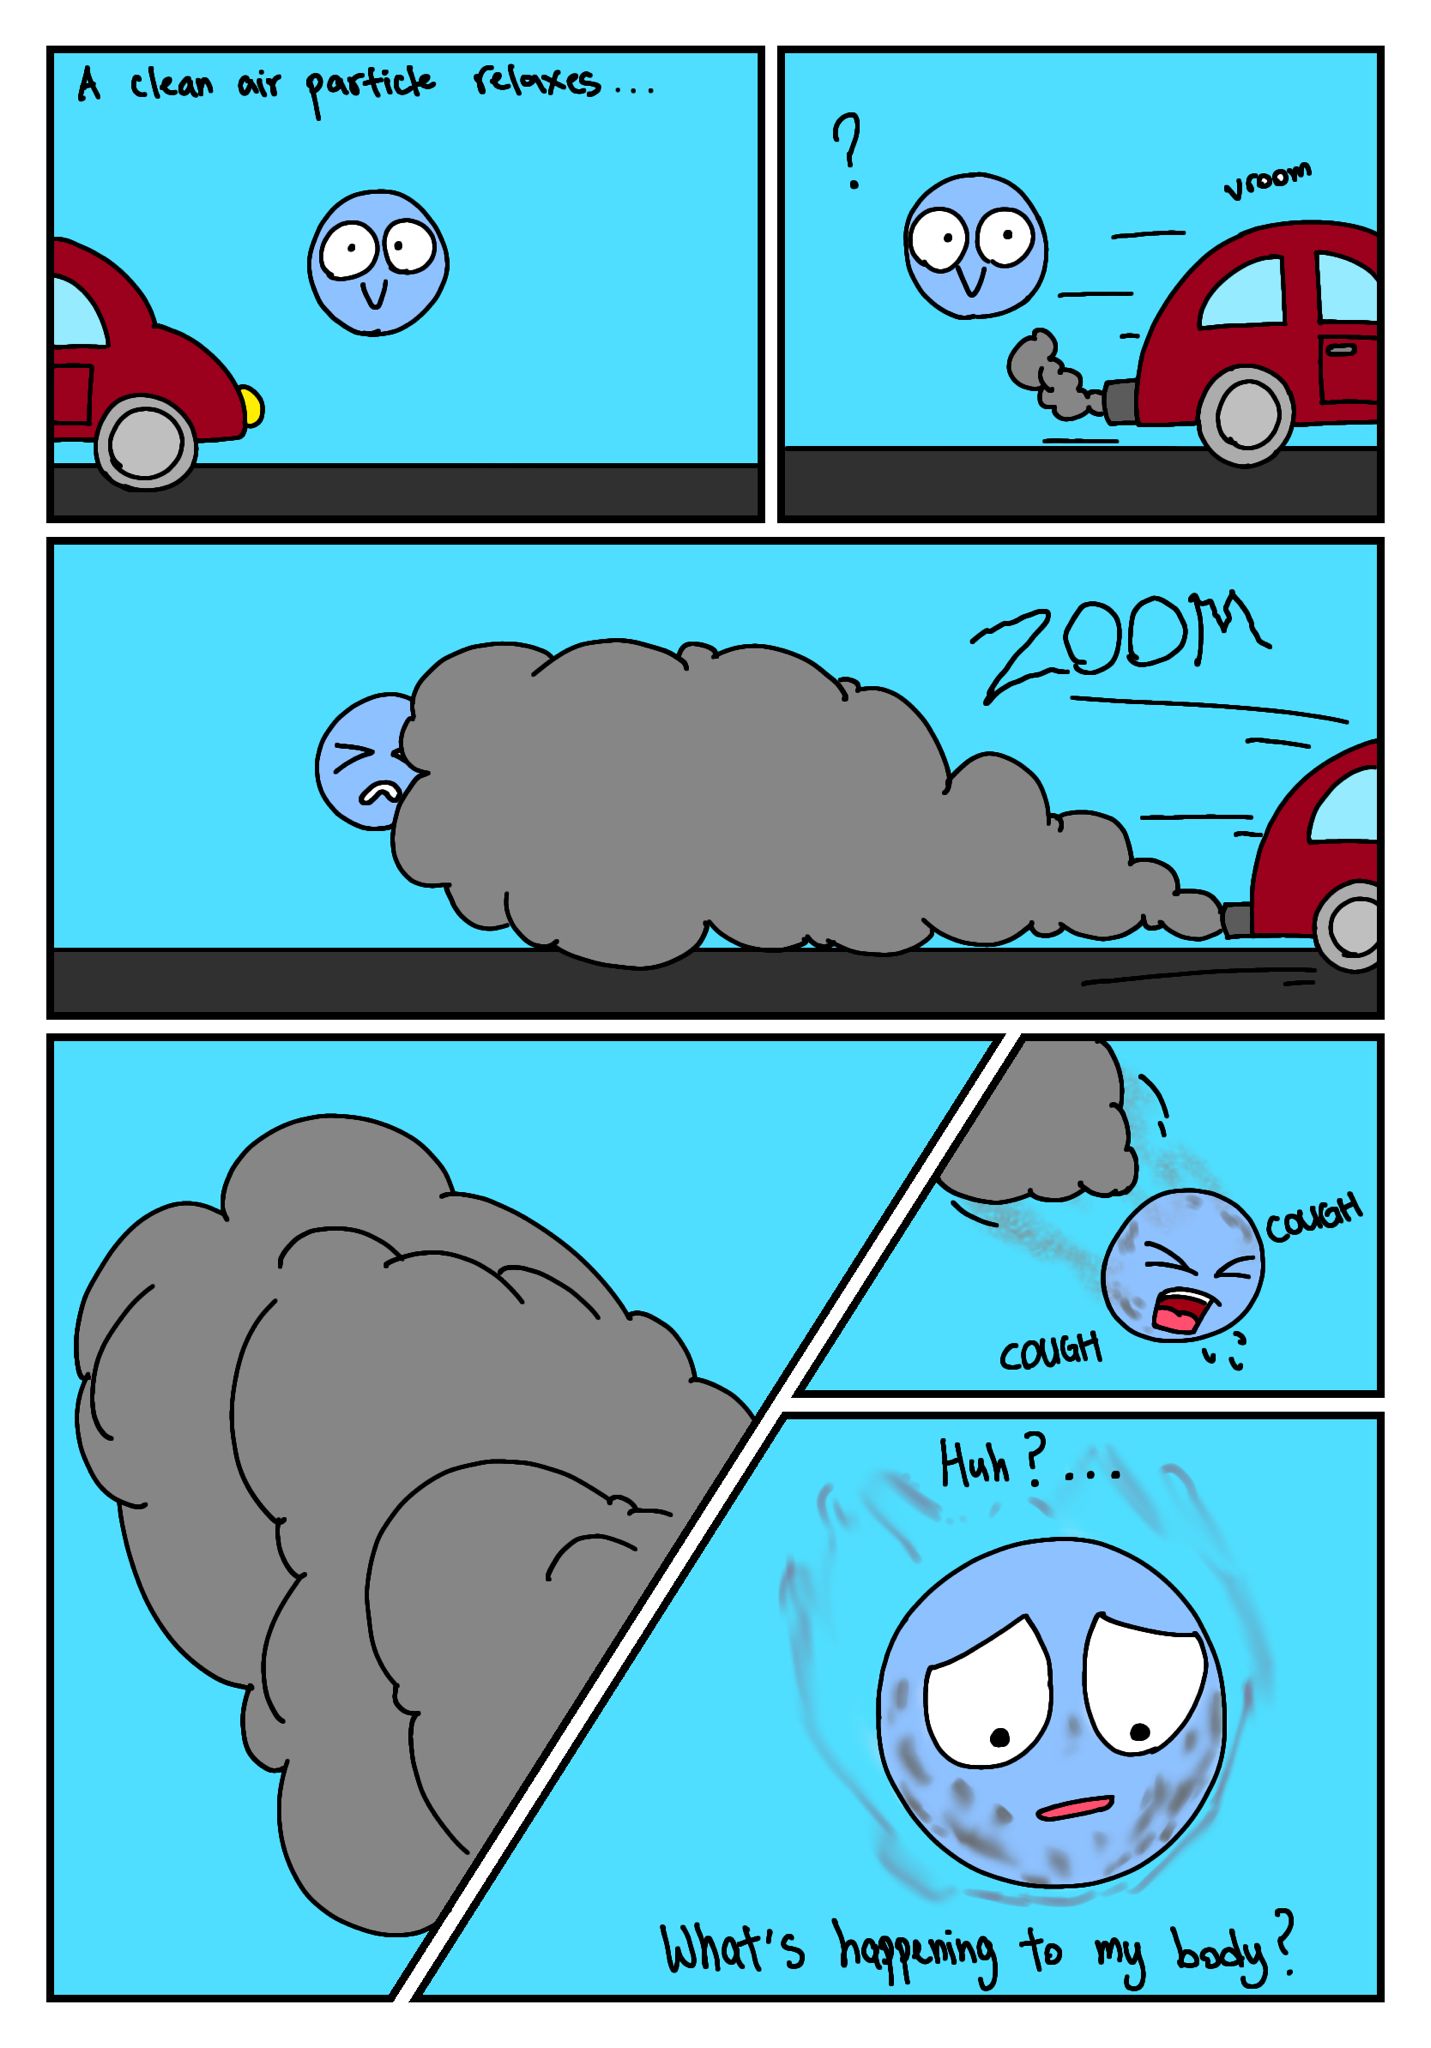 A clean air particle relaxes...
?
vroom
ZOOM
COUGH
COUGH
Huh?...
What's happening to my body?